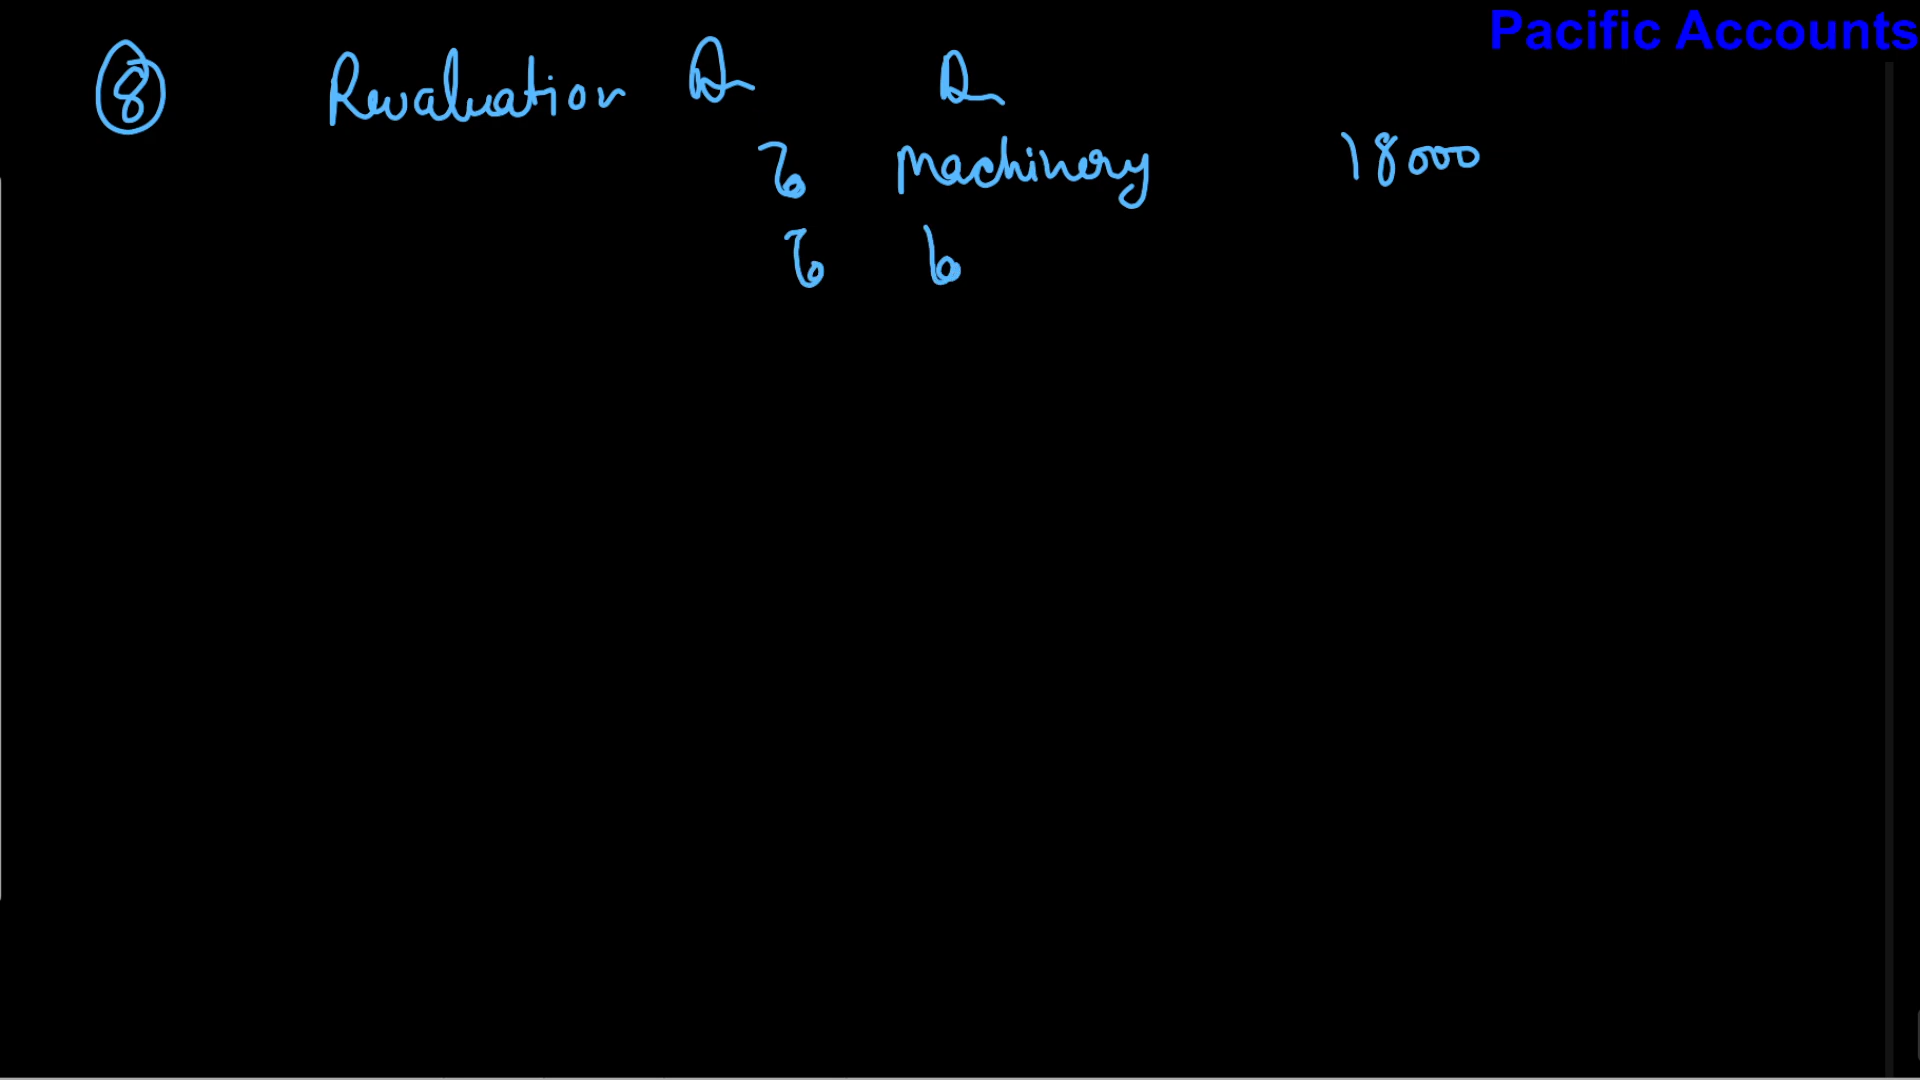 Pacific Accounts
8 Revaluation A Dr
To Machinery 18000
To b